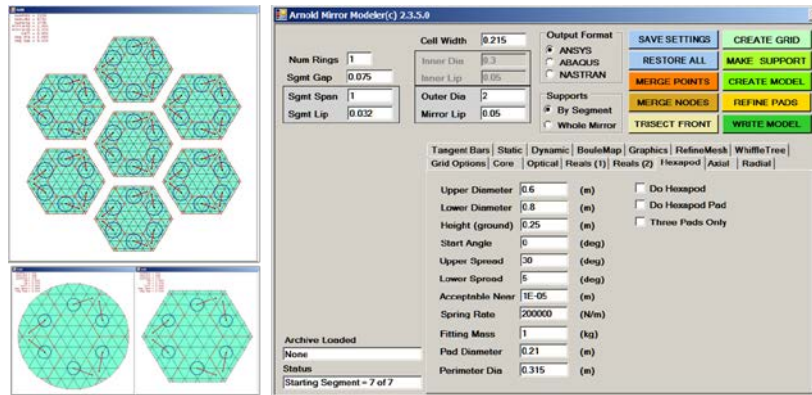 Arnold Mirror Modeler(c) 2.3.5.0
Num Rings 1
Sgmt Gap 0.075
Sgmt Span 1
Sgmt Lip 0.032
Cell Width 0.215
Inner Dia 0.3
Inner Lip 0.05
Outer Dia 2
Mirror Lip 0.05
Output Format
ANSYS
ABAQUS
NASTRAN
Supports
By Segment
Whole Mirror
SAVE SETTINGS CREATE GRID
RESTORE ALL MAKE SUPPORT
MERGE POINTS CREATE MODEL
MERGE NODES REFINE PADS
TRISECT FRONT WRITE MODEL
Tangent Bars Static Dynamic BouleMap Graphics RefineMesh WhiffleTree
Grid Options Core Optical Reals (1) Reals (2) Hexapod Axial Radial
Upper Diameter 0.6 (m)
Lower Diameter 0.8 (m)
Height (ground) 0.25 (m)
Start Angle 0 (deg)
Upper Spread 30 (deg)
Lower Spread 5 (deg)
Acceptable Near 1E-05 (m)
Spring Rate 200000 (N/m)
Fitting Mass 1 (kg)
Pad Diameter 0.21 (m)
Perimeter Dia 0.315 (m)
Do Hexapod
Do Hexapod Pad
Three Pads Only
Archive Loaded
None
Status
Starting Segment = 7 of 7